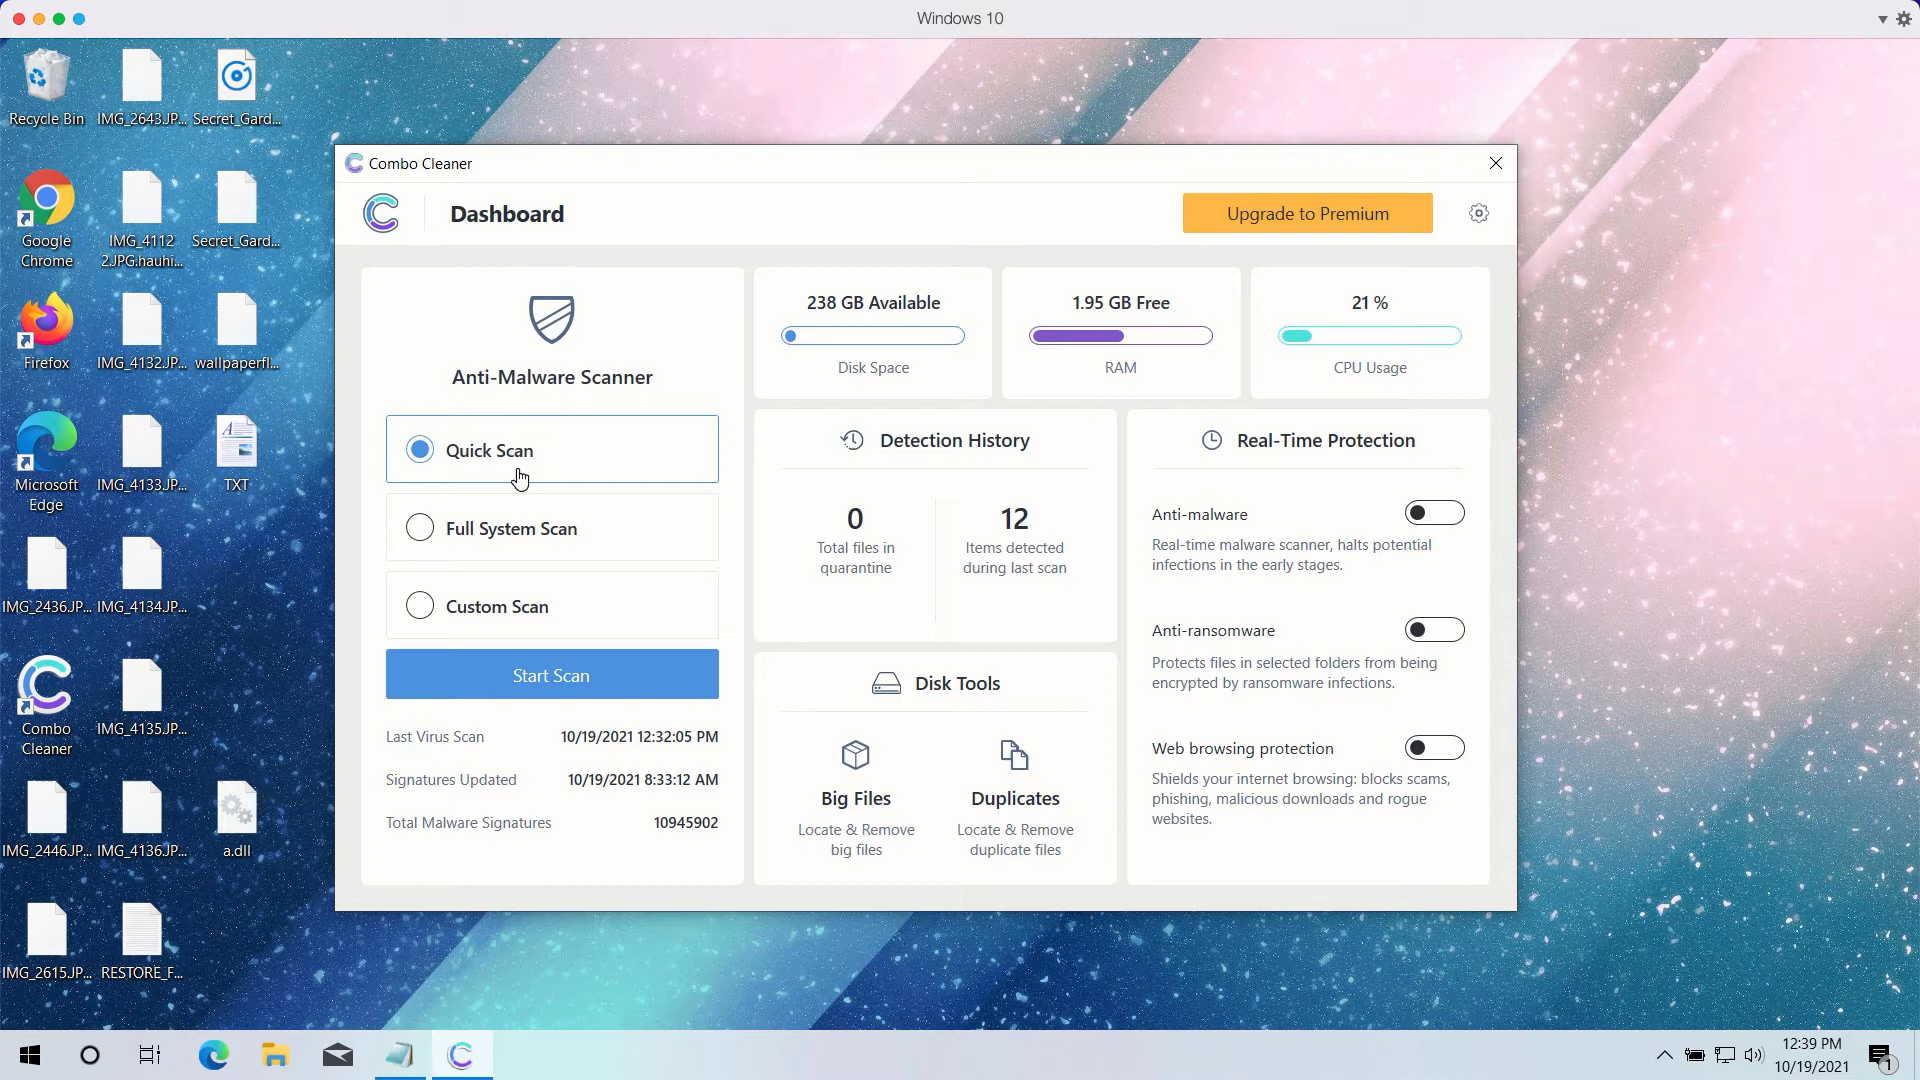 Windows 10
Recycle Bin
IMG_2643.JP...
Secret_Gard...
Google
Chrome
IMG_4112
2.JPG.hauhi...
Secret_Gard...
Firefox
IMG_4132.JP...
wallpaperfl...
Microsoft
Edge
IMG_4133.JP...
TXT
IMG_2436.JP...
IMG_4134.JP...
Combo
Cleaner
IMG_4135.JP...
IMG_2446.JP...
IMG_4136.JP...
a.dll
IMG_2615.JP...
RESTORE_F...
Combo Cleaner
Dashboard
Upgrade to Premium
Anti-Malware Scanner
Quick Scan
Full System Scan
Custom Scan
Start Scan
Last Virus Scan 10/19/2021 12:32:05 PM
Signatures Updated 10/19/2021 8:33:12 AM
Total Malware Signatures 10945902
238 GB Available
Disk Space
1.95 GB Free
RAM
21 %
CPU Usage
Detection History
0
Total files in
quarantine
12
Items detected
during last scan
Disk Tools
Big Files
Locate & Remove
big files
Duplicates
Locate & Remove
duplicate files
Real-Time Protection
Anti-malware
Real-time malware scanner, halts potential
infections in the early stages.
Anti-ransomware
Protects files in selected folders from being
encrypted by ransomware infections.
Web browsing protection
Shields your internet browsing: blocks scams,
phishing, malicious downloads and rogue
websites.
12:39 PM
10/19/2021
1